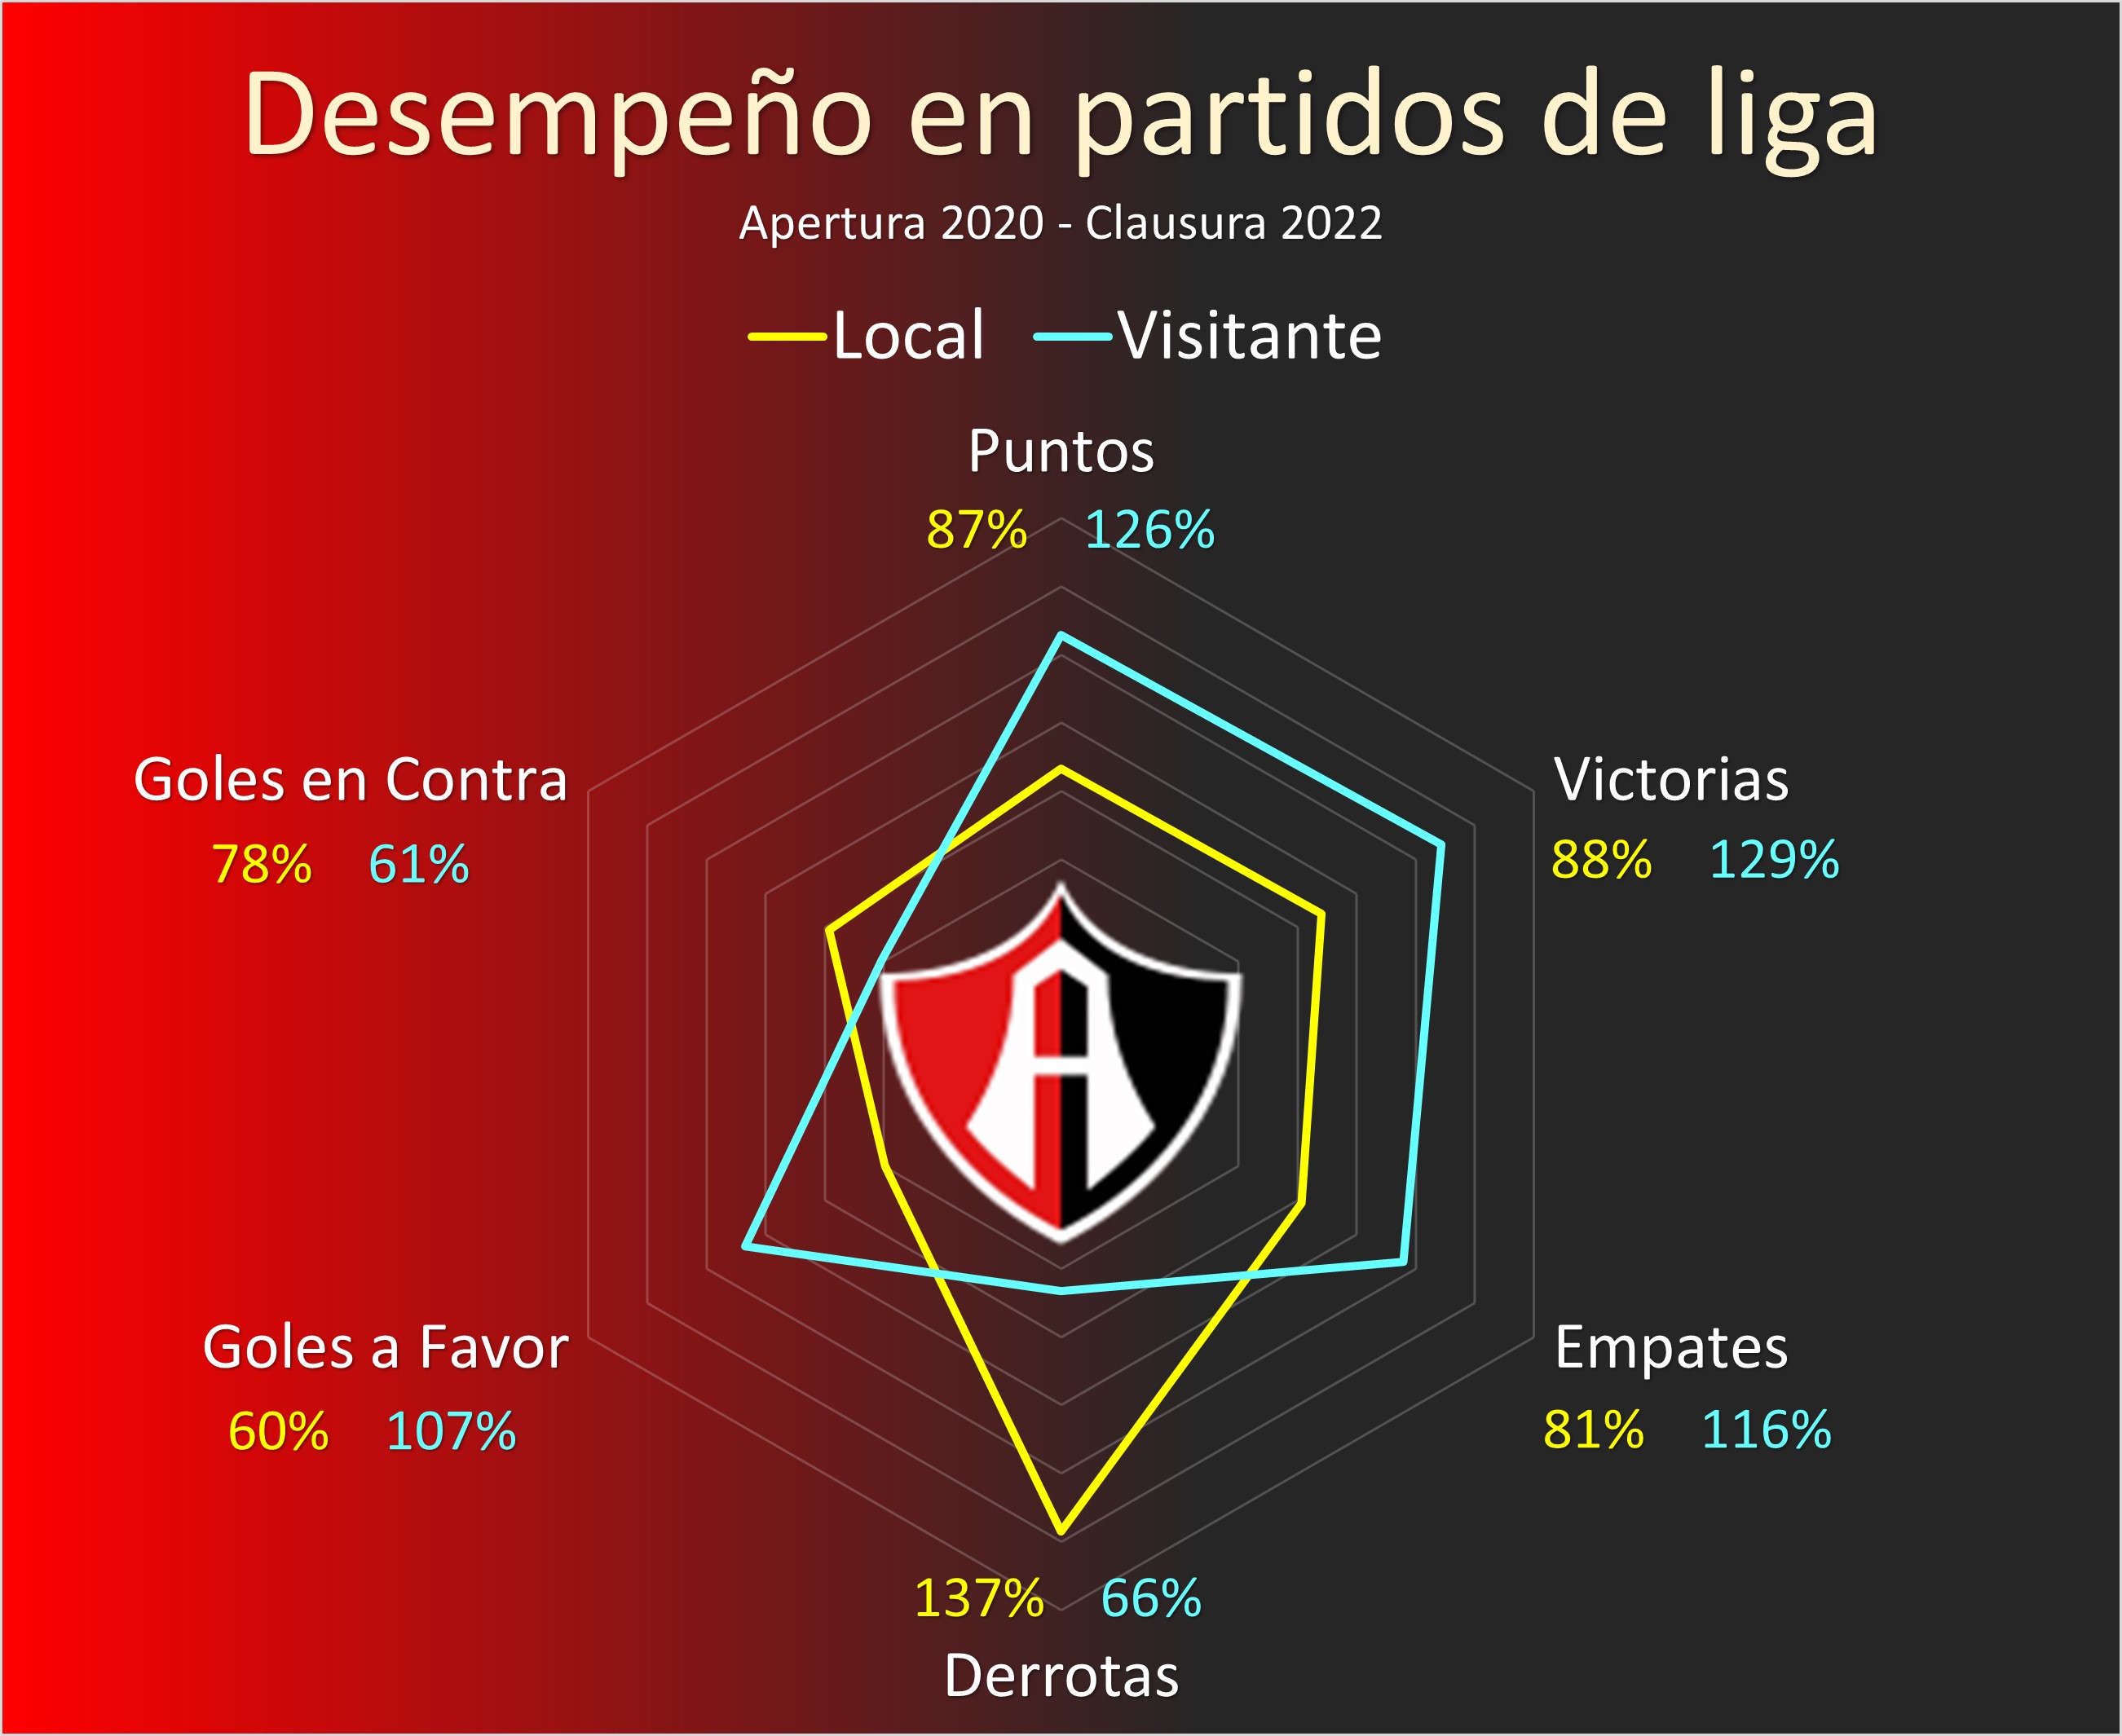 Desempeño en partidos de liga
Apertura 2020 - Clausura 2022
Local Visitante
Puntos
87% 126%
Goles en Contra
78% 61%
Victorias
88% 129%
Goles a Favor
60% 107%
Empates
81% 116%
137% 66%
Derrotas
A